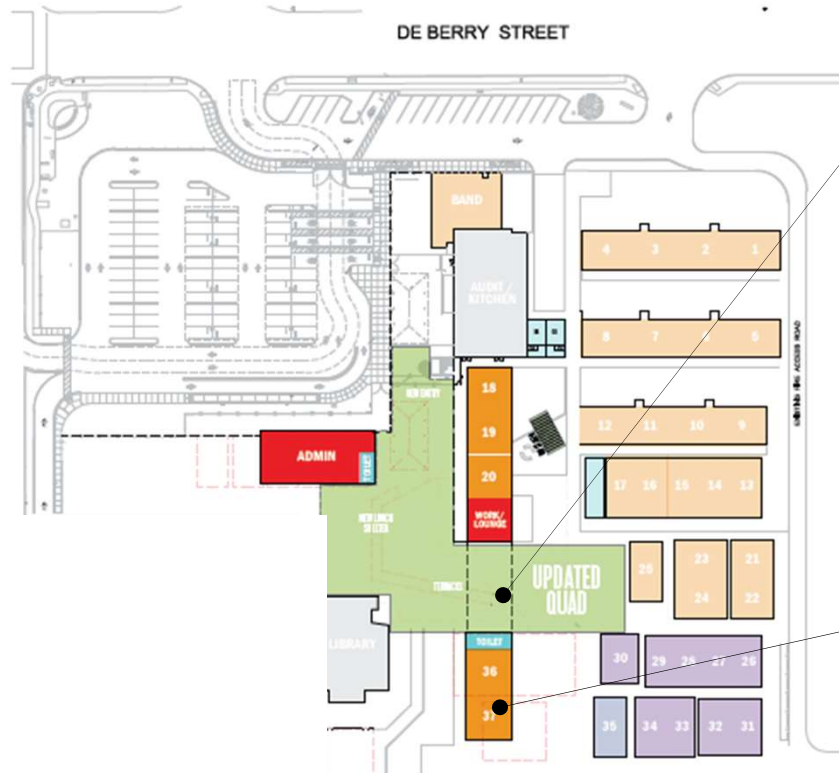 DE BERRY STREET
BAND
AUDIT /
KITCHEN
4 3 2 1
8 7 6 5
18
NEW ENTRY
19
12 11 10 9
ADMIN
TOILET
20
17 16 15 14 13
WORK/
LOUNGE
NEW LUNCH
SHELTER
EXISTING FIRE ACCESS ROAD
UPDATED
QUAD
25
23 21
24 22
LIBRARY
TOILET
36
30 29 28 27 26
37
35 34 33 32 31